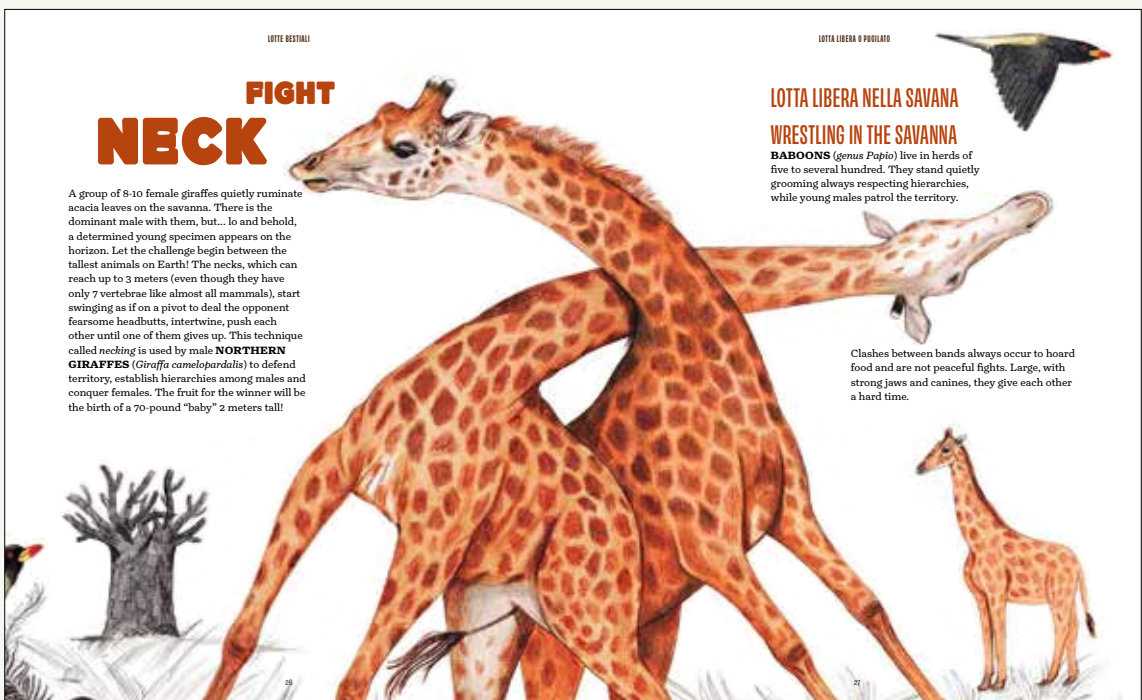 LOTTE BESTIALI
FIGHT
NECK
A group of 8-10 female giraffes quietly ruminate
acacia leaves on the savanna. There is the
dominant male with them, but... lo and behold,
a determined young specimen appears on the
horizon. Let the challenge begin between the
tallest animals on Earth! The necks, which can
reach up to 3 meters (even though they have
only 7 vertebrae like almost all mammals), start
swinging as if on a pivot to deal the opponent
fearsome headbutts, intertwine, push each
other until one of them gives up. This technique
called necking is used by male NORTHERN
GIRAFFES (Giraffa camelopardalis) to defend
territory, establish hierarchies among males and
conquer females. The fruit for the winner will be
the birth of a 70-pound “baby” 2 meters tall!
26
LOTTA LIBERA O PUGILATO
LOTTA LIBERA NELLA SAVANA
WRESTLING IN THE SAVANNA
BABOONS (genus Papio) live in herds of
five to several hundred. They stand quietly
grooming always respecting hierarchies,
while young males patrol the territory.
Clashes between bands always occur to hoard
food and are not peaceful fights. Large, with
strong jaws and canines, they give each other
a hard time.
27